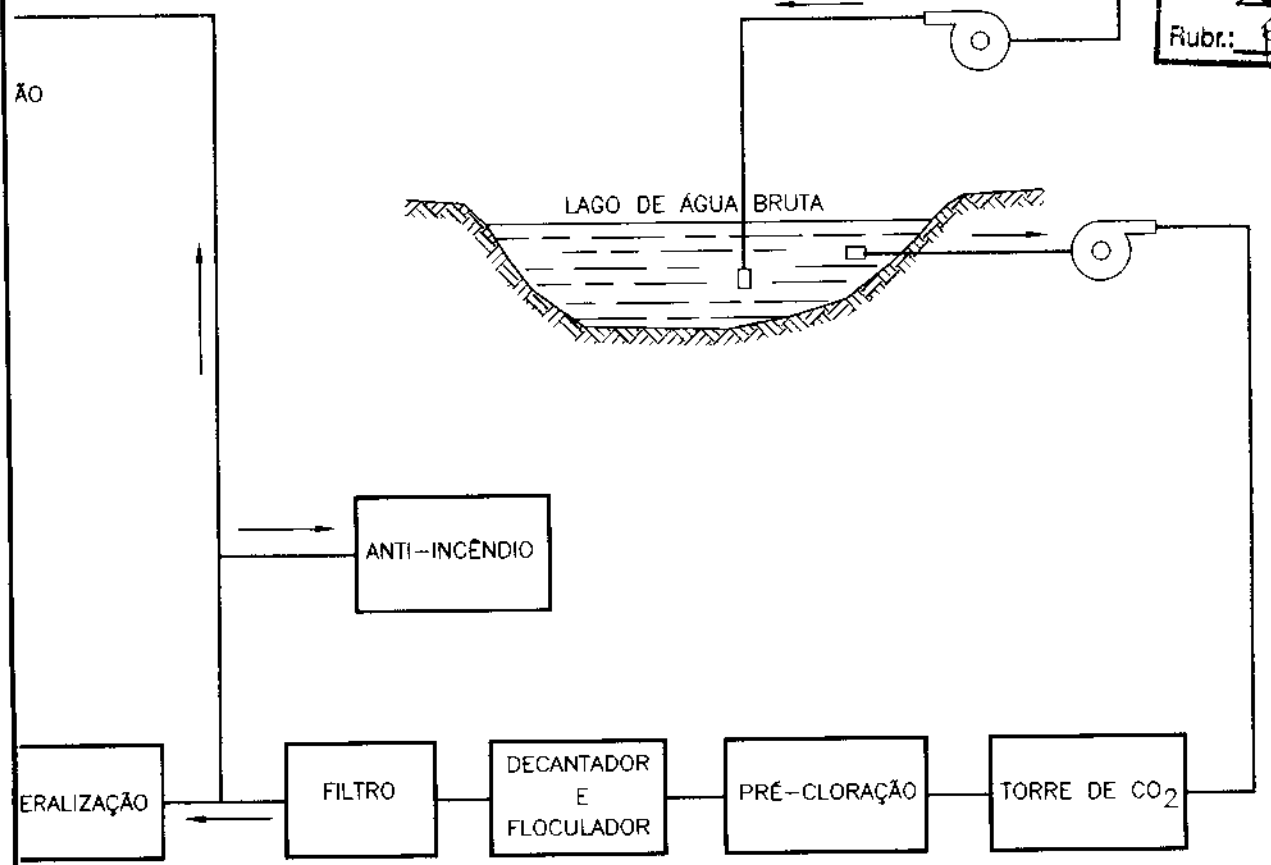 Rubr.:
ÃO
LAGO DE ÁGUA BRUTA
ANTI-INCÊNDIO
ERALIZAÇÃO
FILTRO
DECANTADOR
E
FLOCULADOR
PRÉ-CLORAÇÃO
TORRE DE CO2